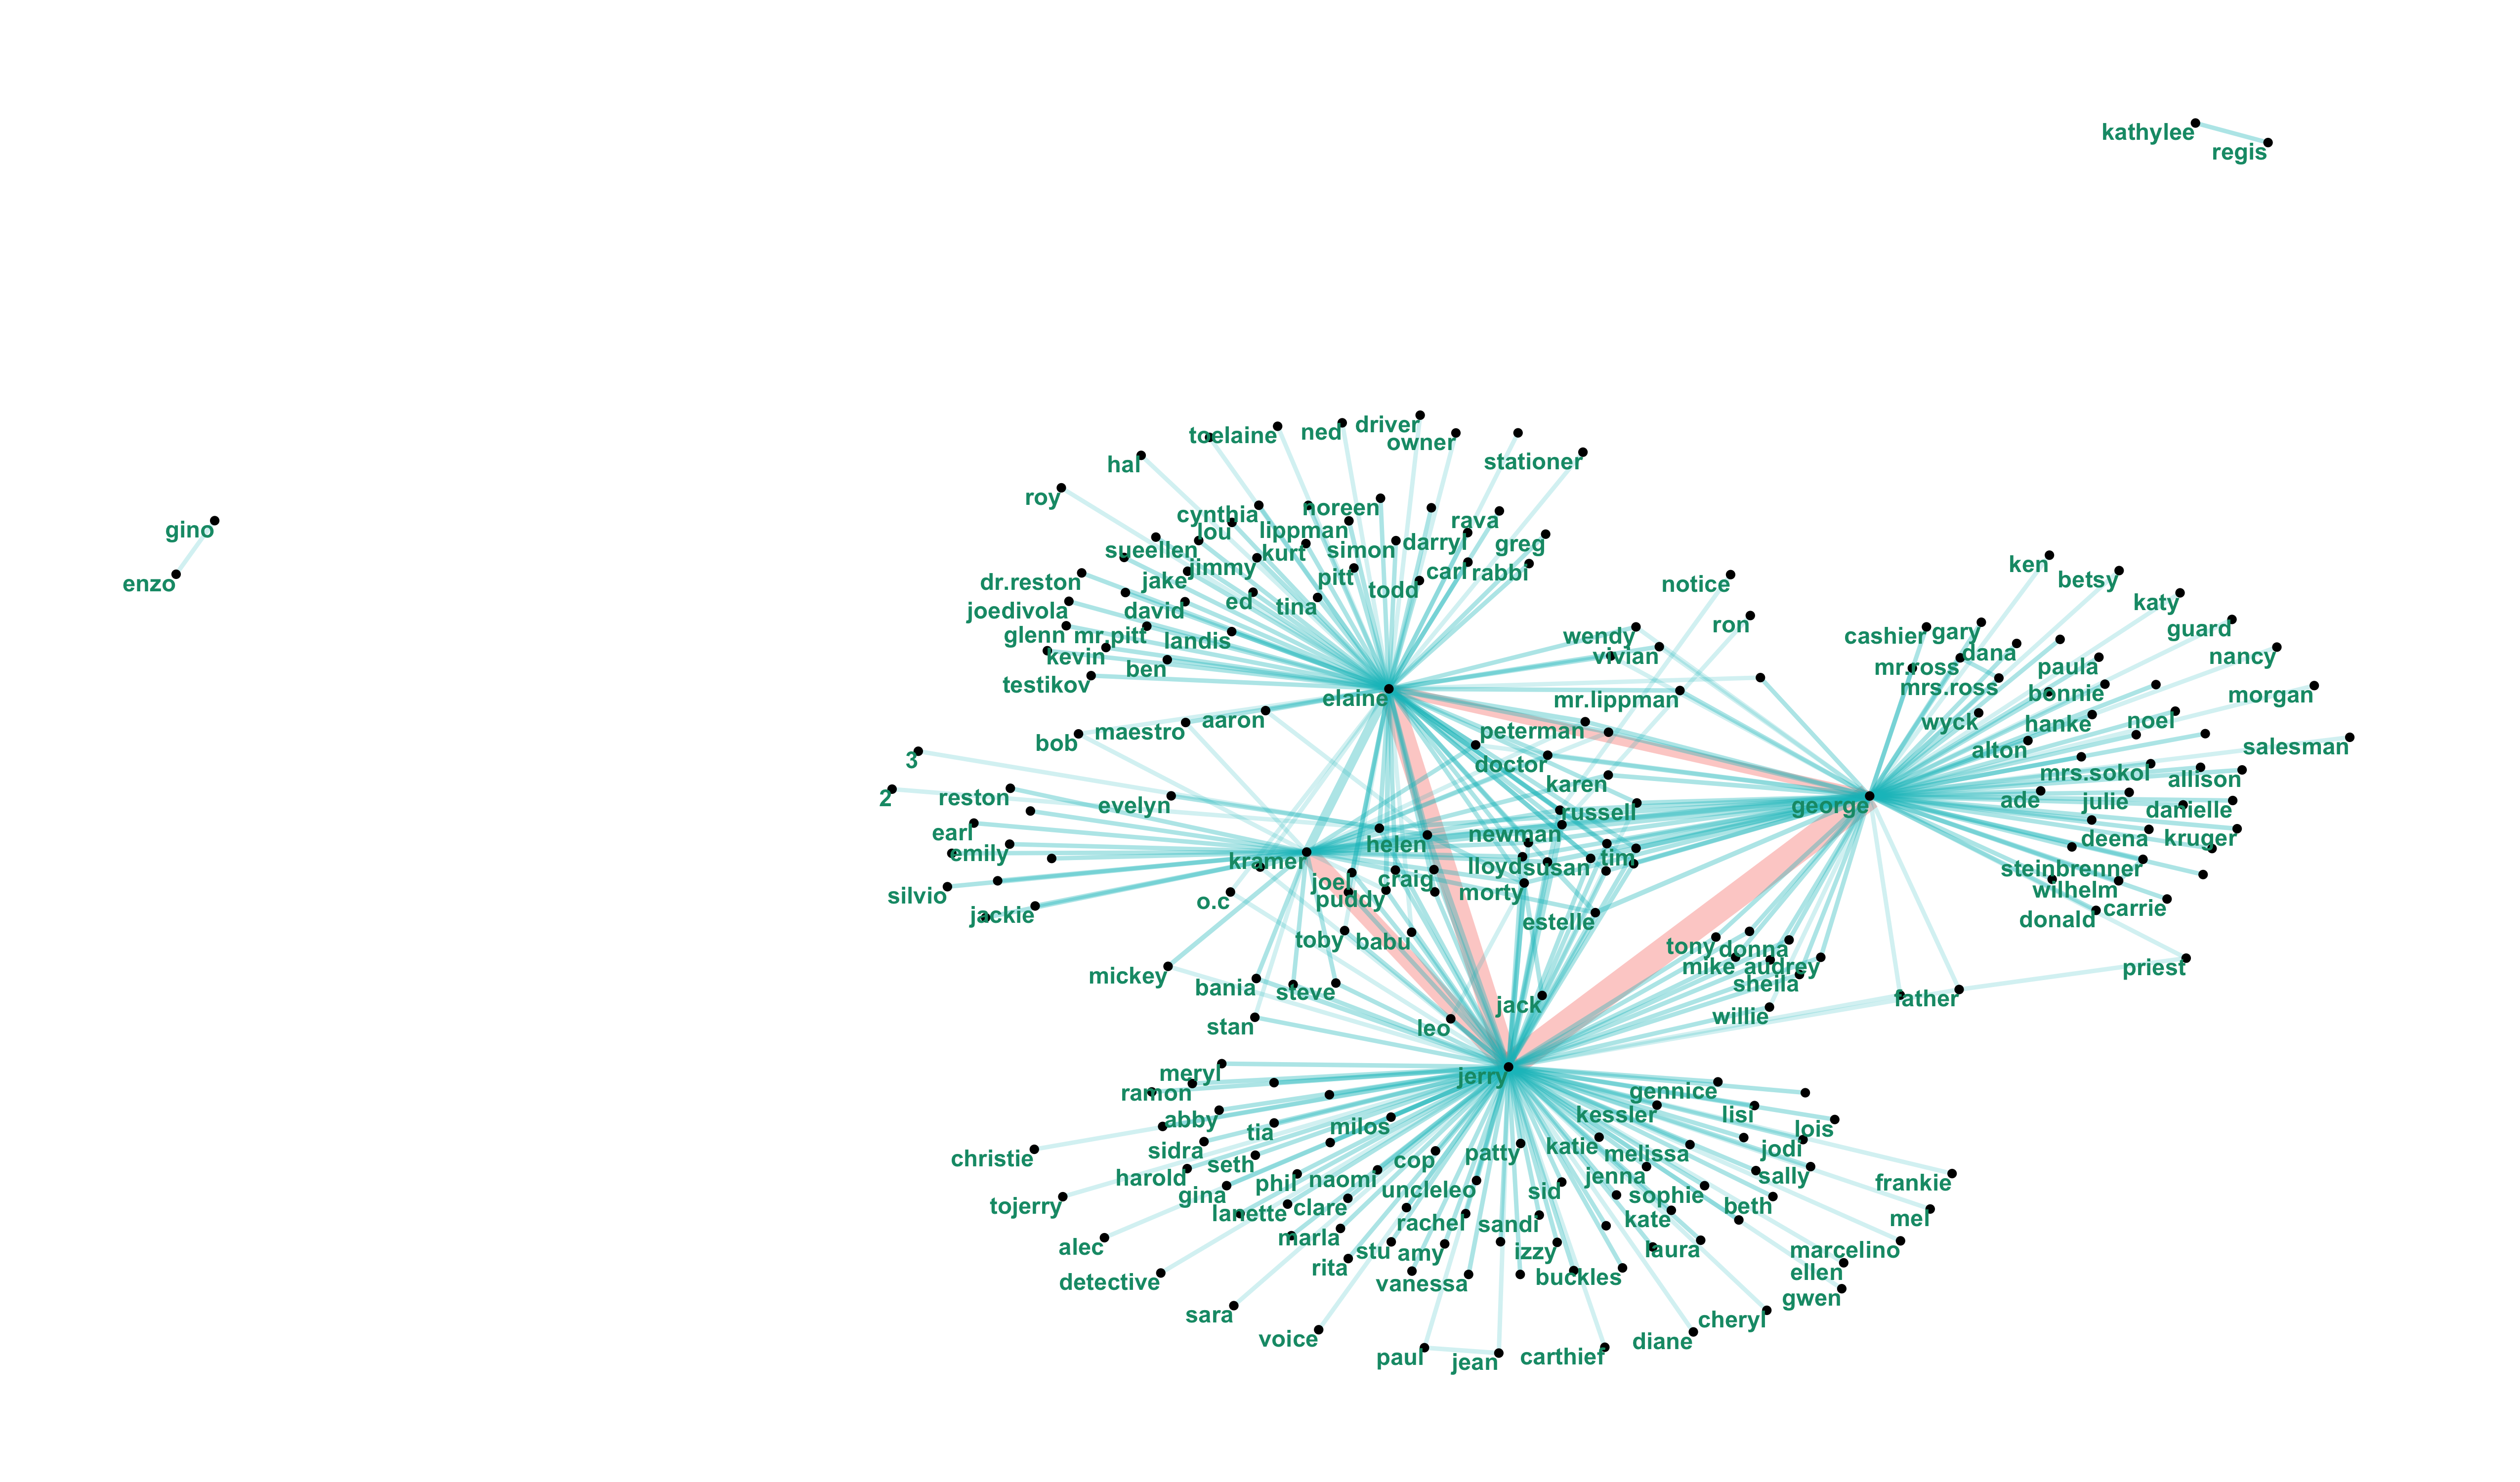 kathylee
regis
driver
toelaine
ned
owner
hal
stationer
roy
cynthia
noreen
rava
gino
lou
lippman
sueellen
kurt
simon
darryl
greg
jimmy
enzo
dr.reston
jake
pitt
todd
carl
rabbi
notice
ken
betsy
joedivola
david
ed
tina
katy
glenn
mr.pitt
landis
wendy
ron
cashier
gary
guard
kevin
ben
vivian
dana
nancy
testikov
mr.ross
paula
mrs.ross
bonnie
morgan
elaine
mr.lippman
bob
maestro
aaron
peterman
wyck
hanke
noel
3
doctor
alton
salesman
2
reston
evelyn
karen
mrs.sokol
allison
george
russell
ade
julie
danielle
earl
helen
newman
deena
kruger
emily
kramer
lloyd
susan
tim
steinbrenner
silvio
joel
craig
wilhelm
o.c
puddy
morty
jackie
estelle
donald
carrie
toby
babu
tony
donna
mickey
mike
audrey
priest
bania
steve
sheila
jack
father
stan
leo
willie
meryl
jerry
ramon
gennice
abby
kessler
lisi
tia
milos
lois
christie
sidra
seth
cop
patty
katie
melissa
jodi
harold
gina
phil
naomi
uncleleo
sid
jenna
sally
frankie
tojerry
lanette
clare
rachel
sandi
sophie
kate
beth
mel
alec
marla
stu
amy
izzy
laura
marcelino
rita
vanessa
buckles
ellen
detective
gwen
sara
cheryl
voice
diane
paul
jean
carthief